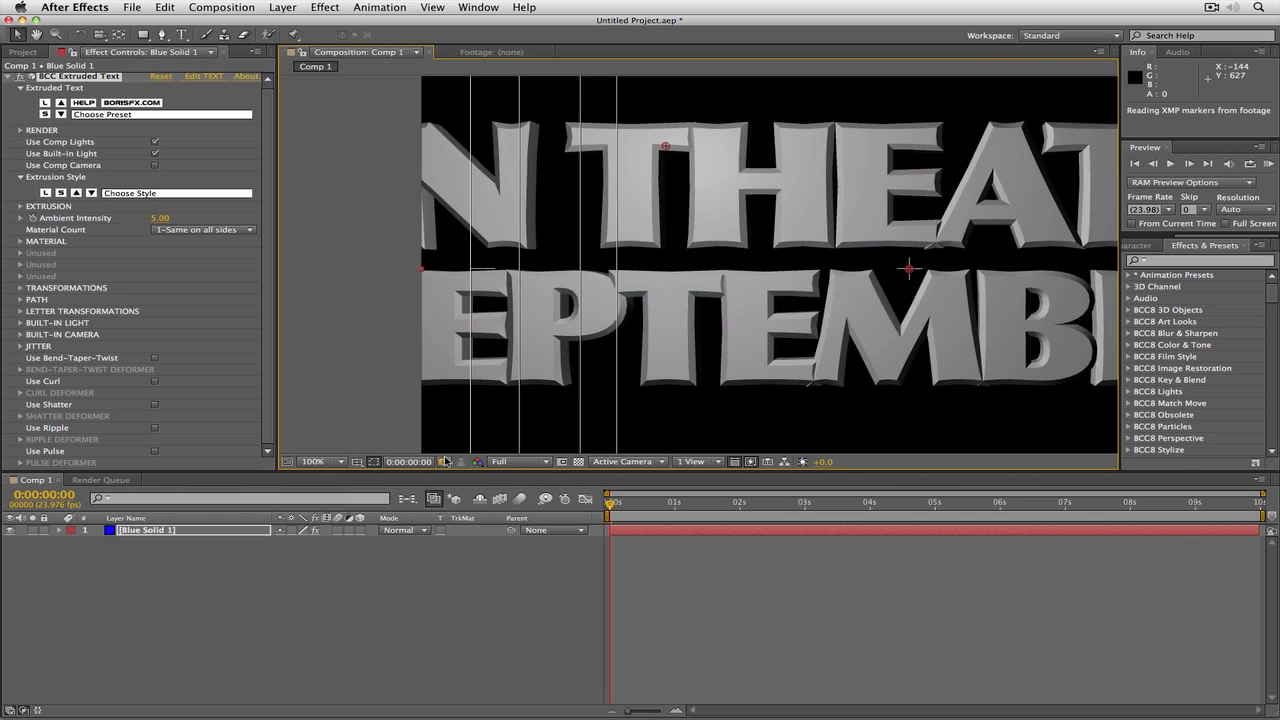 After Effects File Edit Composition Layer Effect Animation View Window Help
Untitled Project.aep *
Workspace: Standard Search Help
Project Effect Controls: Blue Solid 1 Composition: Comp 1 Footage: (none) Info Audio
Comp 1 • Blue Solid 1
Comp 1
BCC Extruded Text Reset Edit TEXT About.
R : G : B : A : 0
X : -144
Y : 627
Extruded Text
L HELP BORISFX.COM
S Choose Preset
Reading XMP markers from footage
RENDER
Use Comp Lights
Use Built-in Light
Use Comp Camera
Extrusion Style
L S Choose Style
EXTRUSION
Ambient Intensity 5.00
Material Count 1-Same on all sides
MATERIAL
Unused
Unused
Unused
TRANSFORMATIONS
PATH
LETTER TRANSFORMATIONS
BUILT-IN LIGHT
BUILT-IN CAMERA
JITTER
Use Bend-Taper-Twist
BEND-TAPER-TWIST DEFORMER
Use Curl
CURL DEFORMER
Use Shatter
SHATTER DEFORMER
Use Ripple
RIPPLE DEFORMER
Use Pulse
PULSE DEFORMER
N THEAT
EPTEMB
100% 0:00:00:00 Full Active Camera 1 View +0.0
Preview
RAM Preview Options
Frame Rate Skip Resolution
(23.98) 0 Auto
From Current Time Full Screen
aracter Effects & Presets
* Animation Presets
3D Channel
Audio
BCC8 3D Objects
BCC8 Art Looks
BCC8 Blur & Sharpen
BCC8 Color & Tone
BCC8 Film Style
BCC8 Image Restoration
BCC8 Key & Blend
BCC8 Lights
BCC8 Match Move
BCC8 Obsolete
BCC8 Particles
BCC8 Perspective
BCC8 Stylize
Comp 1 Render Queue
0:00:00:00
00000 (23.976 fps)
01s 02s 03s 04s 05s 06s 07s 08s 09s 10s
# Layer Name Mode T TrkMat Parent
1 [Blue Solid 1] Normal None